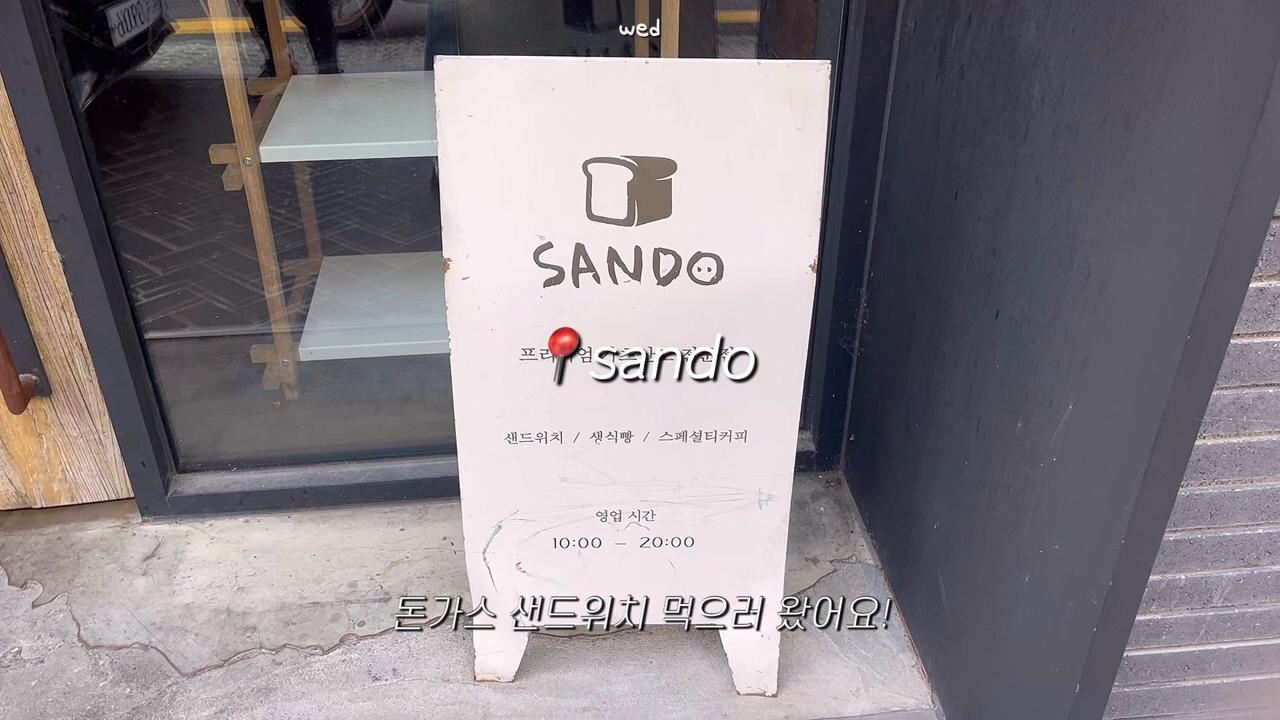 wed
SANDO
sando
샌드위치 / 생식빵 / 스페셜티커피
영업 시간
10:00 – 20:00
돈가스 샌드위치 먹으러 왔어요!